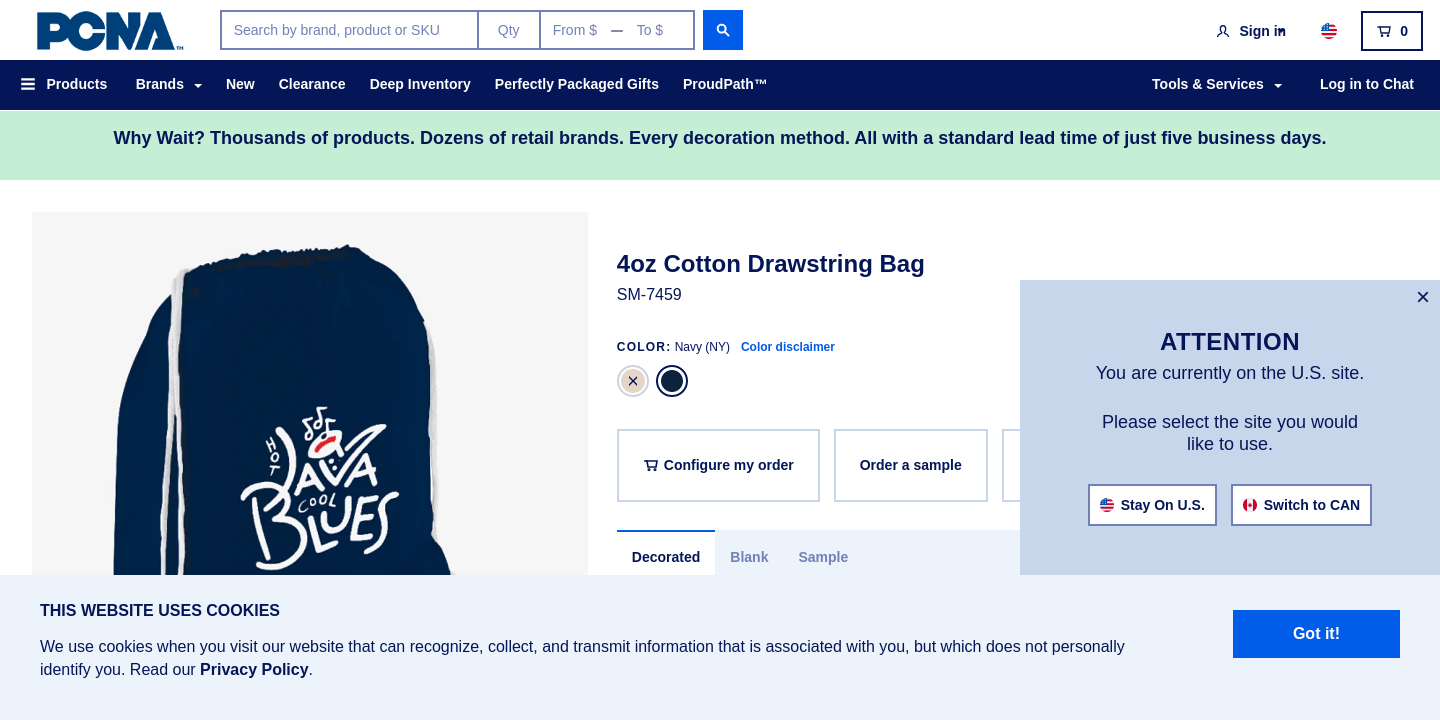 PCNA™
Search by brand, product or SKU
Qty
From $ — To $
Sign in
0
Products
Brands
New
Clearance
Deep Inventory
Perfectly Packaged Gifts
ProudPath™
Tools & Services
Log in to Chat
Why Wait? Thousands of products. Dozens of retail brands. Every decoration method. All with a standard lead time of just five business days.
HOT
JAVA
COOL
BLUES
4oz Cotton Drawstring Bag
SM-7459
COLOR: Navy (NY) Color disclaimer
Configure my order
Order a sample
Decorated
Blank
Sample
ATTENTION
You are currently on the U.S. site.
Please select the site you would
like to use.
Stay On U.S.
Switch to CAN
THIS WEBSITE USES COOKIES
We use cookies when you visit our website that can recognize, collect, and transmit information that is associated with you, but which does not personally
identify you. Read our Privacy Policy.
Got it!